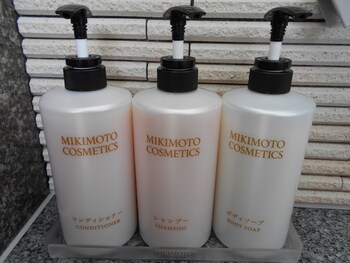 MIKIMOTO
COSMETICS
コンディショナー
CONDITIONER
MIKIMOTO
COSMETICS
シャンプー
SHAMPOO
MIKIMOTO
COSMETICS
ボディソープ
BODY SOAP